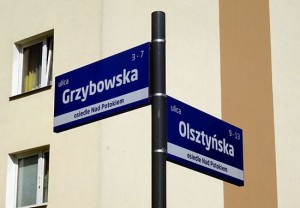 3 - 7
ulica
Grzybowska
osiedle Nad Potokiem
ulica
9 - 13
Olsztyńska
osiedle Nad Potokiem